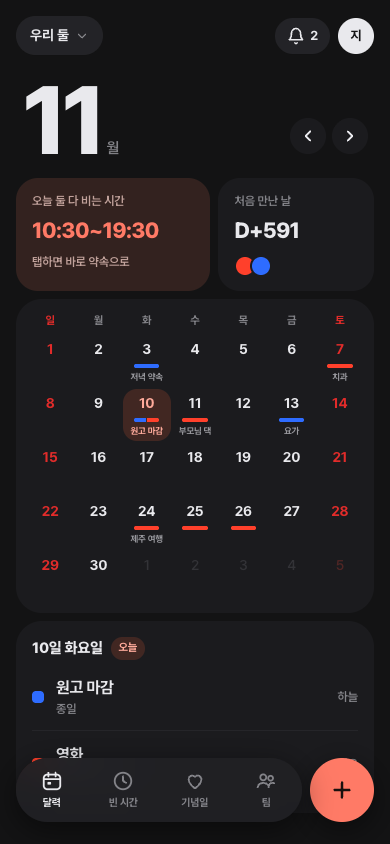 우리 둘
2
지
11 월
오늘 둘 다 비는 시간
10:30~19:30
탭하면 바로 약속으로
처음 만난 날
D+591
일 월 화 수 목 금 토
1 2 3 4 5 6 7
저녁 약속 치과
8 9 10 11 12 13 14
원고 마감 부모님 댁 요가
15 16 17 18 19 20 21
22 23 24 25 26 27 28
제주 여행
29 30 1 2 3 4 5
10일 화요일 오늘
원고 마감
종일
하늘
영화
달력 빈 시간 기념일 팀